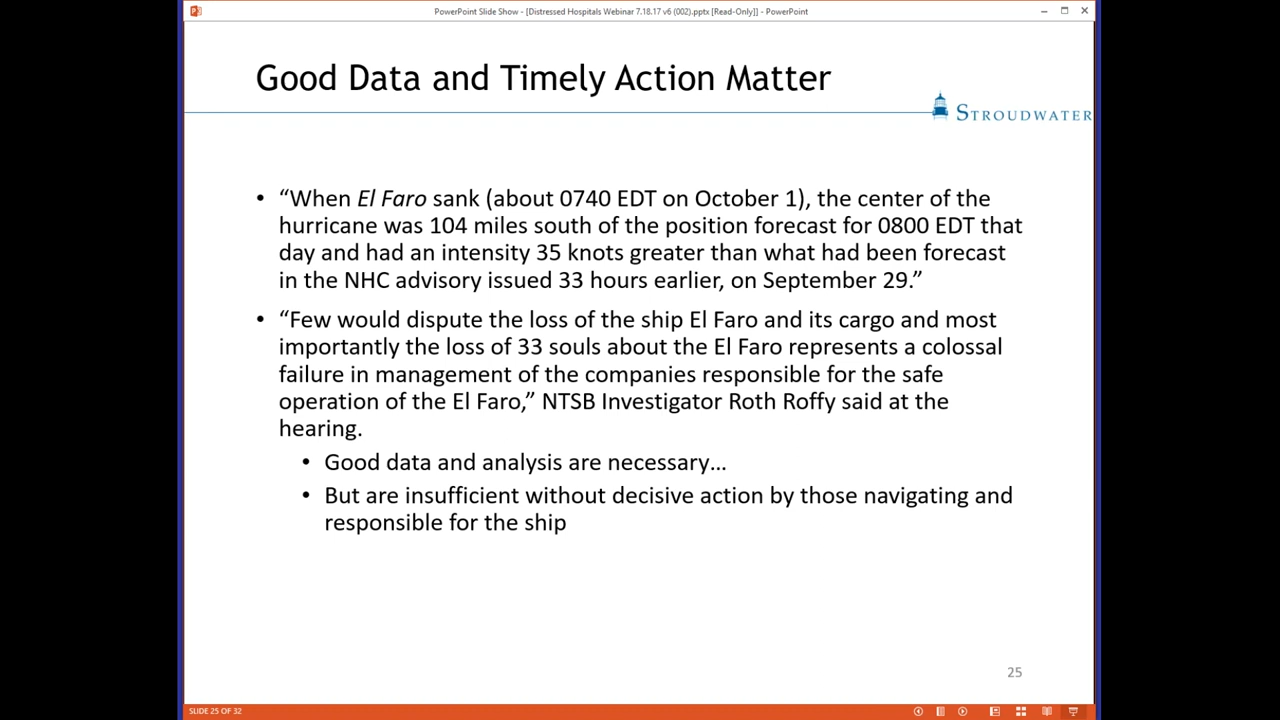 PowerPoint Slide Show - [Distressed Hospitals Webinar 7.18.17 v6 (002).pptx [Read-Only]] - PowerPoint
Good Data and Timely Action Matter
STROUDWATER
• “When El Faro sank (about 0740 EDT on October 1), the center of the
hurricane was 104 miles south of the position forecast for 0800 EDT that
day and had an intensity 35 knots greater than what had been forecast
in the NHC advisory issued 33 hours earlier, on September 29.”
• “Few would dispute the loss of the ship El Faro and its cargo and most
importantly the loss of 33 souls about the El Faro represents a colossal
failure in management of the companies responsible for the safe
operation of the El Faro,” NTSB Investigator Roth Roffy said at the
hearing.
• Good data and analysis are necessary…
• But are insufficient without decisive action by those navigating and
responsible for the ship
25
SLIDE 25 OF 32